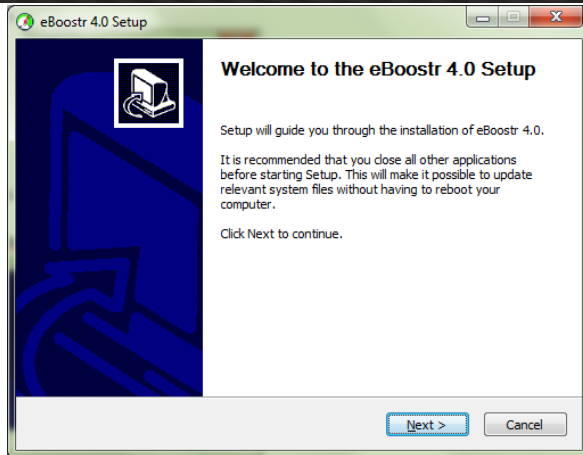 eBoostr 4.0 Setup
Welcome to the eBoostr 4.0 Setup
Setup will guide you through the installation of eBoostr 4.0.
It is recommended that you close all other applications
before starting Setup. This will make it possible to update
relevant system files without having to reboot your
computer.
Click Next to continue.
Next > Cancel